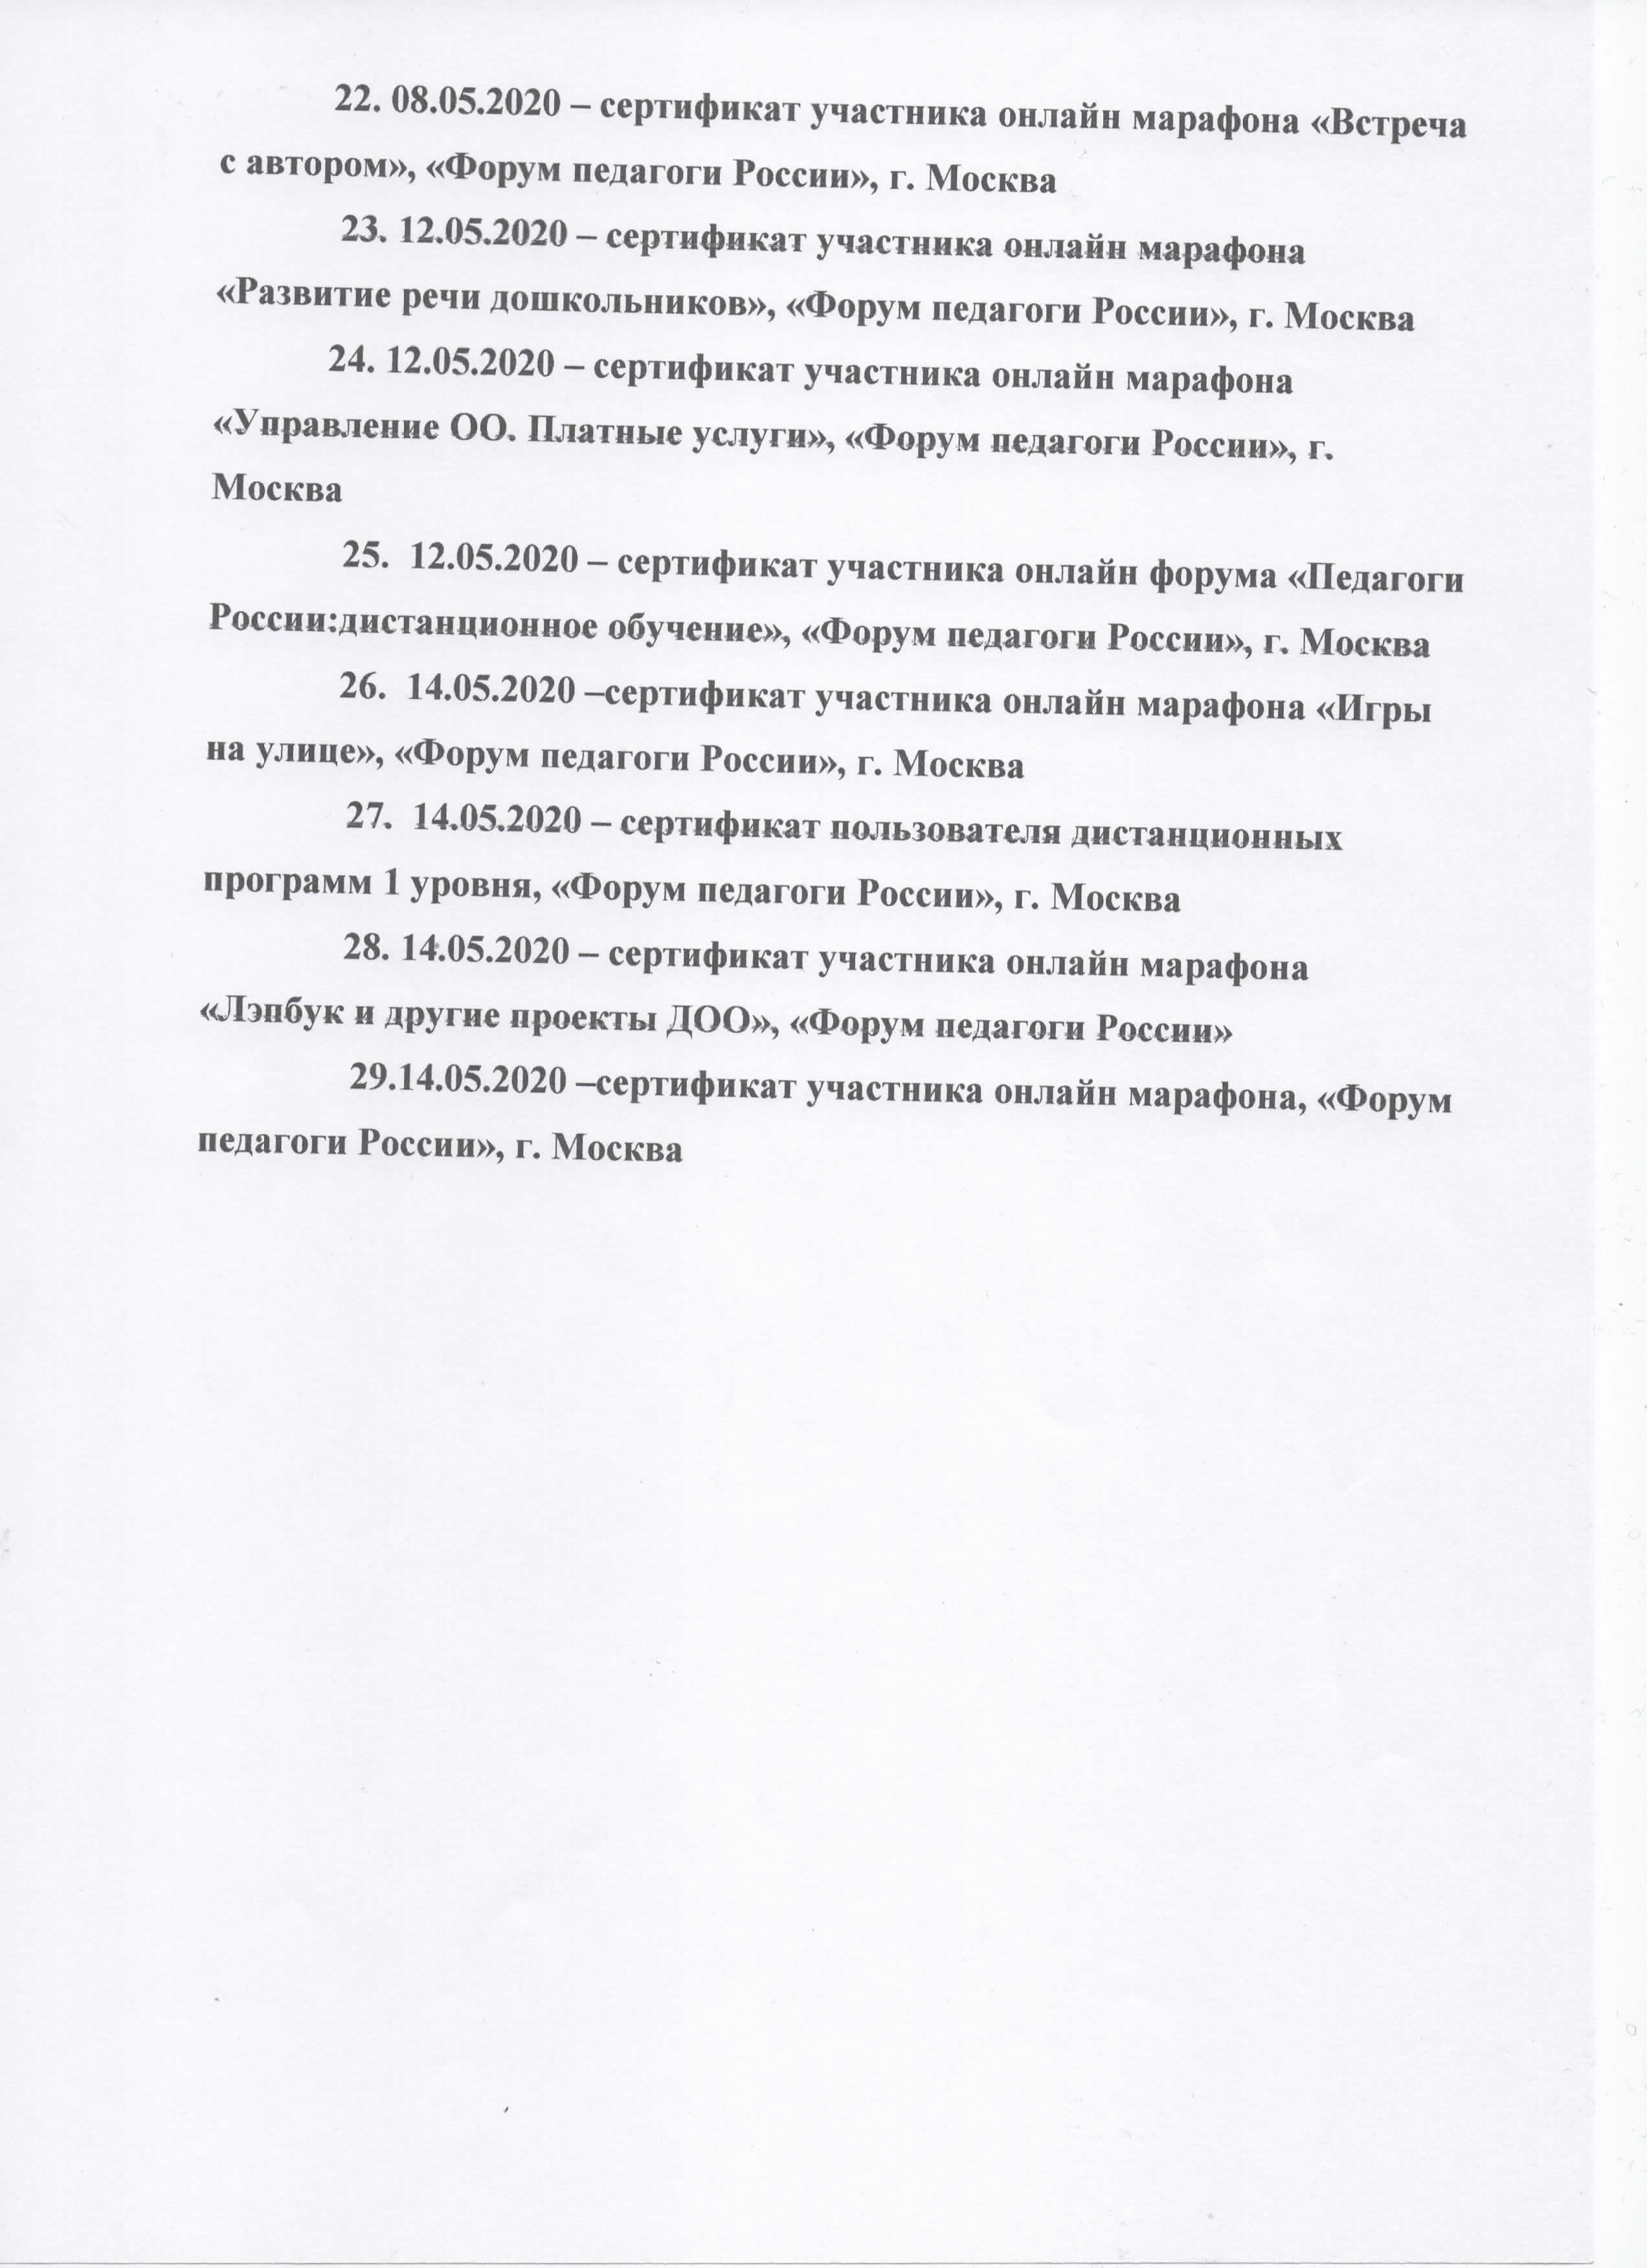 22. 08.05.2020 – сертификат участника онлайн марафона «Встреча
с автором», «Форум педагоги России», г. Москва
23. 12.05.2020 – сертификат участника онлайн марафона
«Развитие речи дошкольников», «Форум педагоги России», г. Москва
24. 12.05.2020 – сертификат участника онлайн марафона
«Управление ОО. Платные услуги», «Форум педагоги России», г.
Москва
25.  12.05.2020 – сертификат участника онлайн форума «Педагоги
России:дистанционное обучение», «Форум педагоги России», г. Москва
26.  14.05.2020 –сертификат участника онлайн марафона «Игры
на улице», «Форум педагоги России», г. Москва
27.  14.05.2020 – сертификат пользователя дистанционных
программ 1 уровня, «Форум педагоги России», г. Москва
28. 14.05.2020 – сертификат участника онлайн марафона
«Лэпбук и другие проекты ДОО», «Форум педагоги России»
29.14.05.2020 –сертификат участника онлайн марафона, «Форум
педагоги России», г. Москва